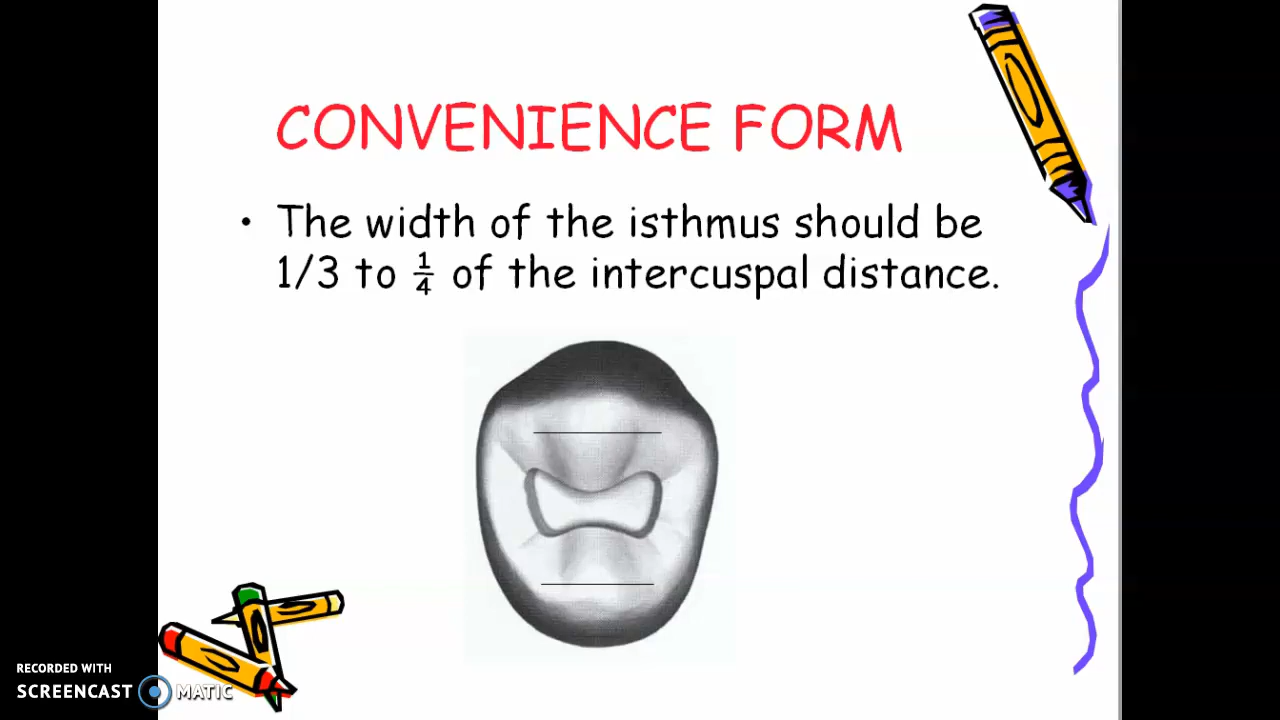 CONVENIENCE FORM
• The width of the isthmus should be
1/3 to ¼ of the intercuspal distance.
RECORDED WITH
SCREENCAST MATIC